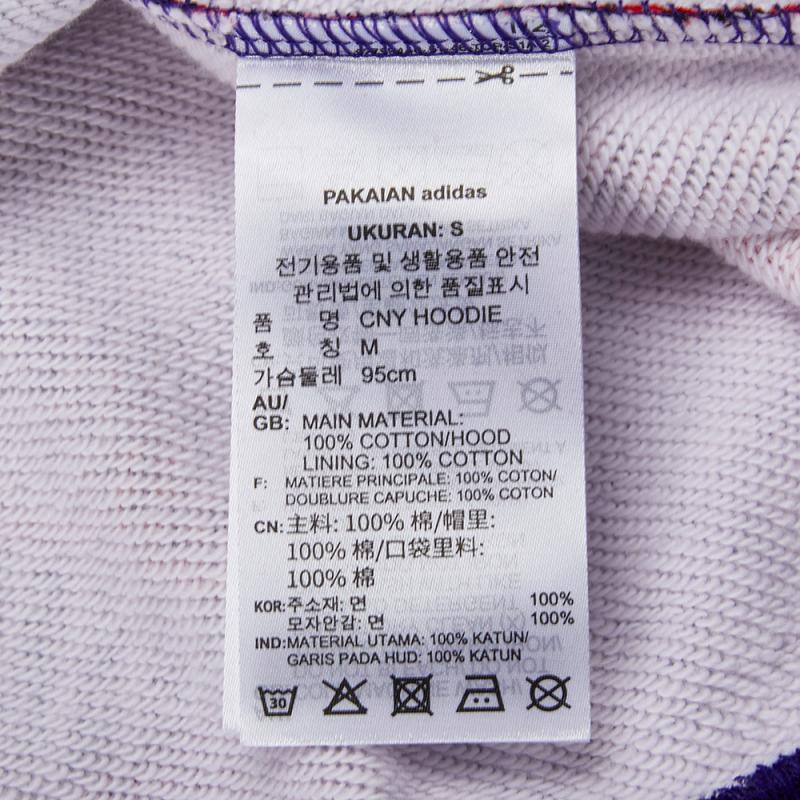 PAKAIAN adidas
UKURAN: S
전기용품 및 생활용품 안전
관리법에 의한 품질표시
품 명 CNY HOODIE
호 칭 M
가슴둘레 95cm
AU/
GB: MAIN MATERIAL:
100% COTTON/HOOD
LINING: 100% COTTON
F: MATIERE PRINCIPALE: 100% COTON/
DOUBLURE CAPUCHE: 100% COTON
CN: 主料: 100% 棉/帽里:
100% 棉/口袋里料:
100% 棉
KOR: 주소재: 면 100%
모자안감: 면 100%
IND: MATERIAL UTAMA: 100% KATUN/
GARIS PADA HUD: 100% KATUN
30